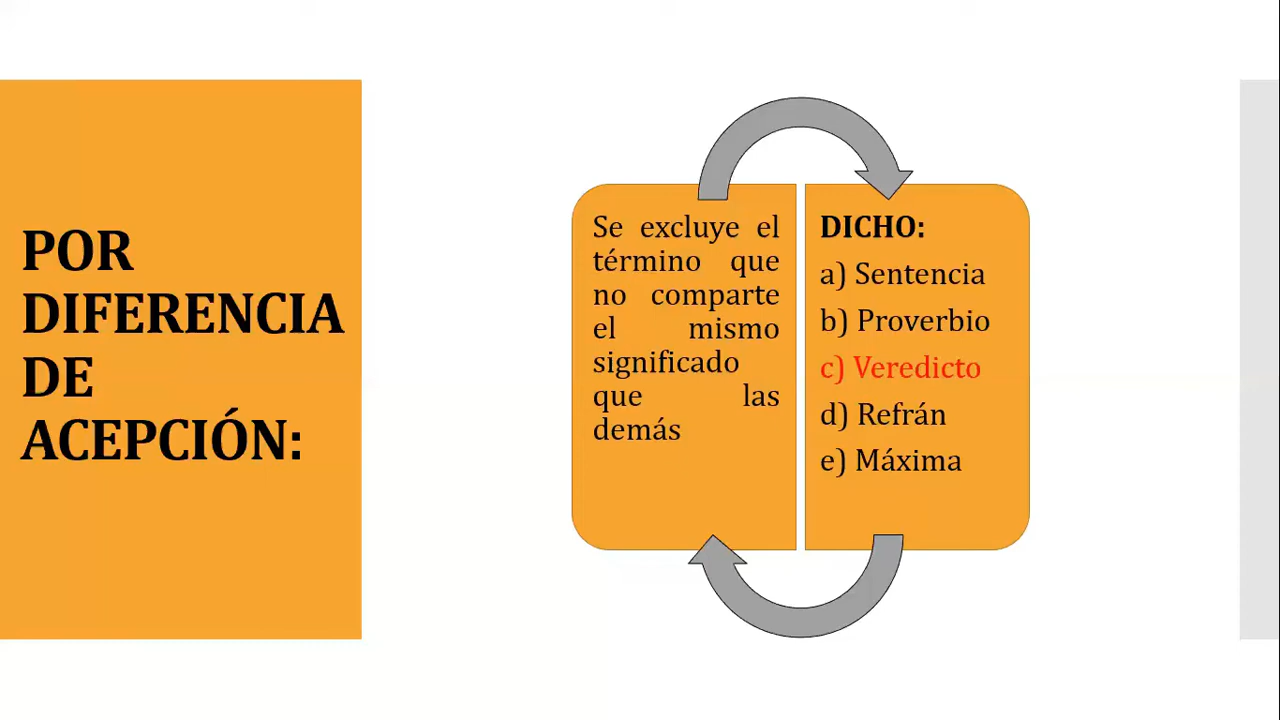 POR
DIFERENCIA
DE
ACEPCIÓN:
Se excluye el
término que
no comparte
el mismo
significado
que las
demás
DICHO:
a) Sentencia
b) Proverbio
c) Veredicto
d) Refrán
e) Máxima